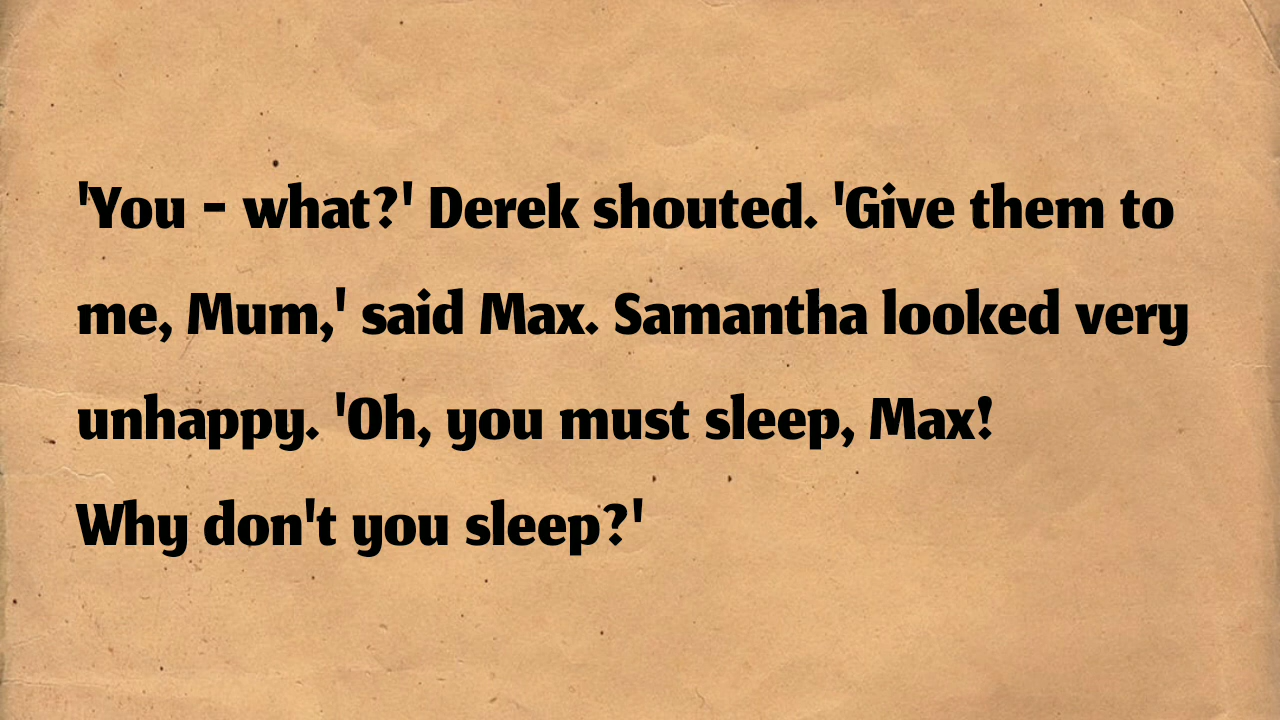 'You - what?' Derek shouted. 'Give them to
me, Mum,' said Max. Samantha looked very
unhappy. 'Oh, you must sleep, Max!
Why don't you sleep?'